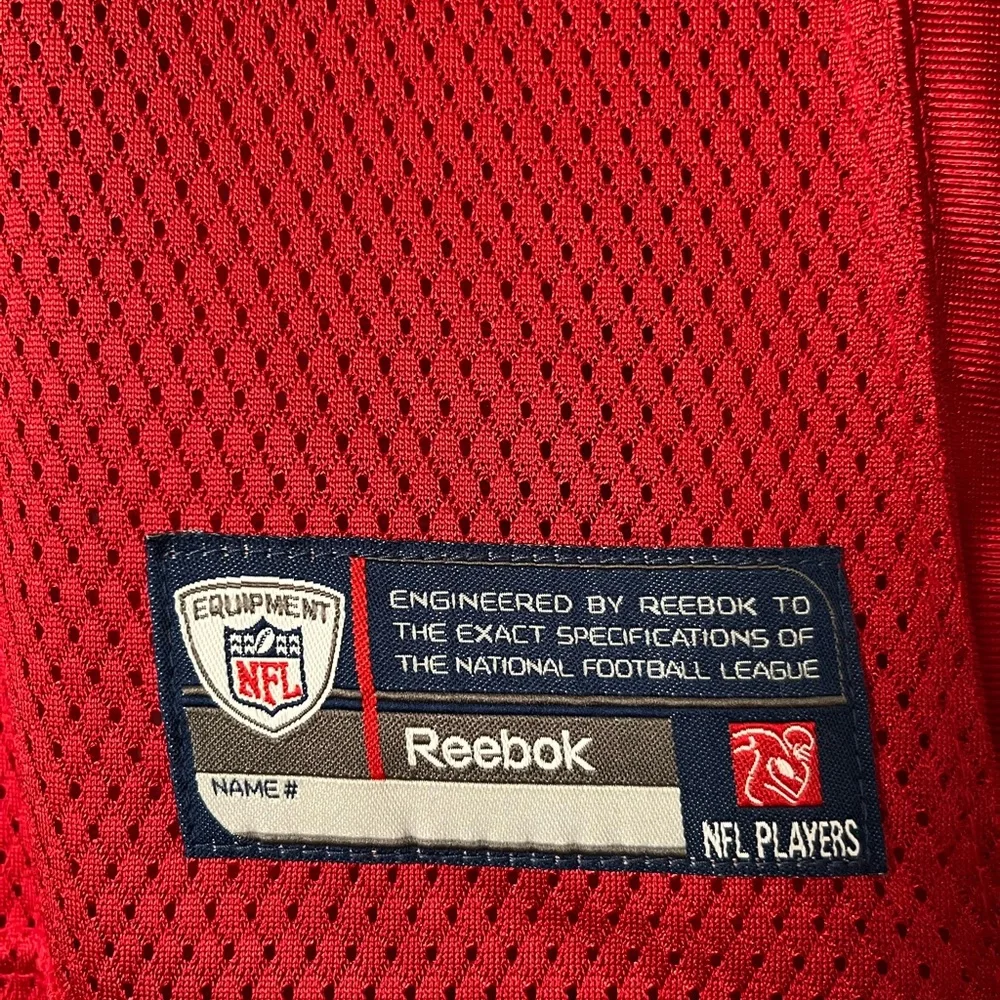 EQUIPMENT
NFL
ENGINEERED BY REEBOK TO
THE EXACT SPECIFICATIONS OF
THE NATIONAL FOOTBALL LEAGUE
Reebok
NAME #
NFL PLAYERS